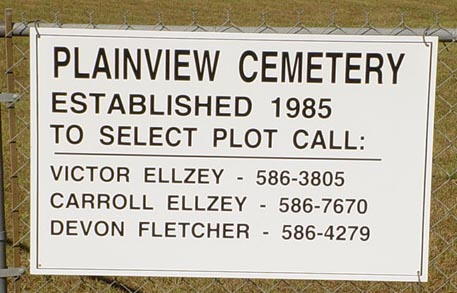 PLAINVIEW CEMETERY
ESTABLISHED 1985
TO SELECT PLOT CALL:
VICTOR ELLZEY - 586-3805
CARROLL ELLZEY - 586-7670
DEVON FLETCHER - 586-4279